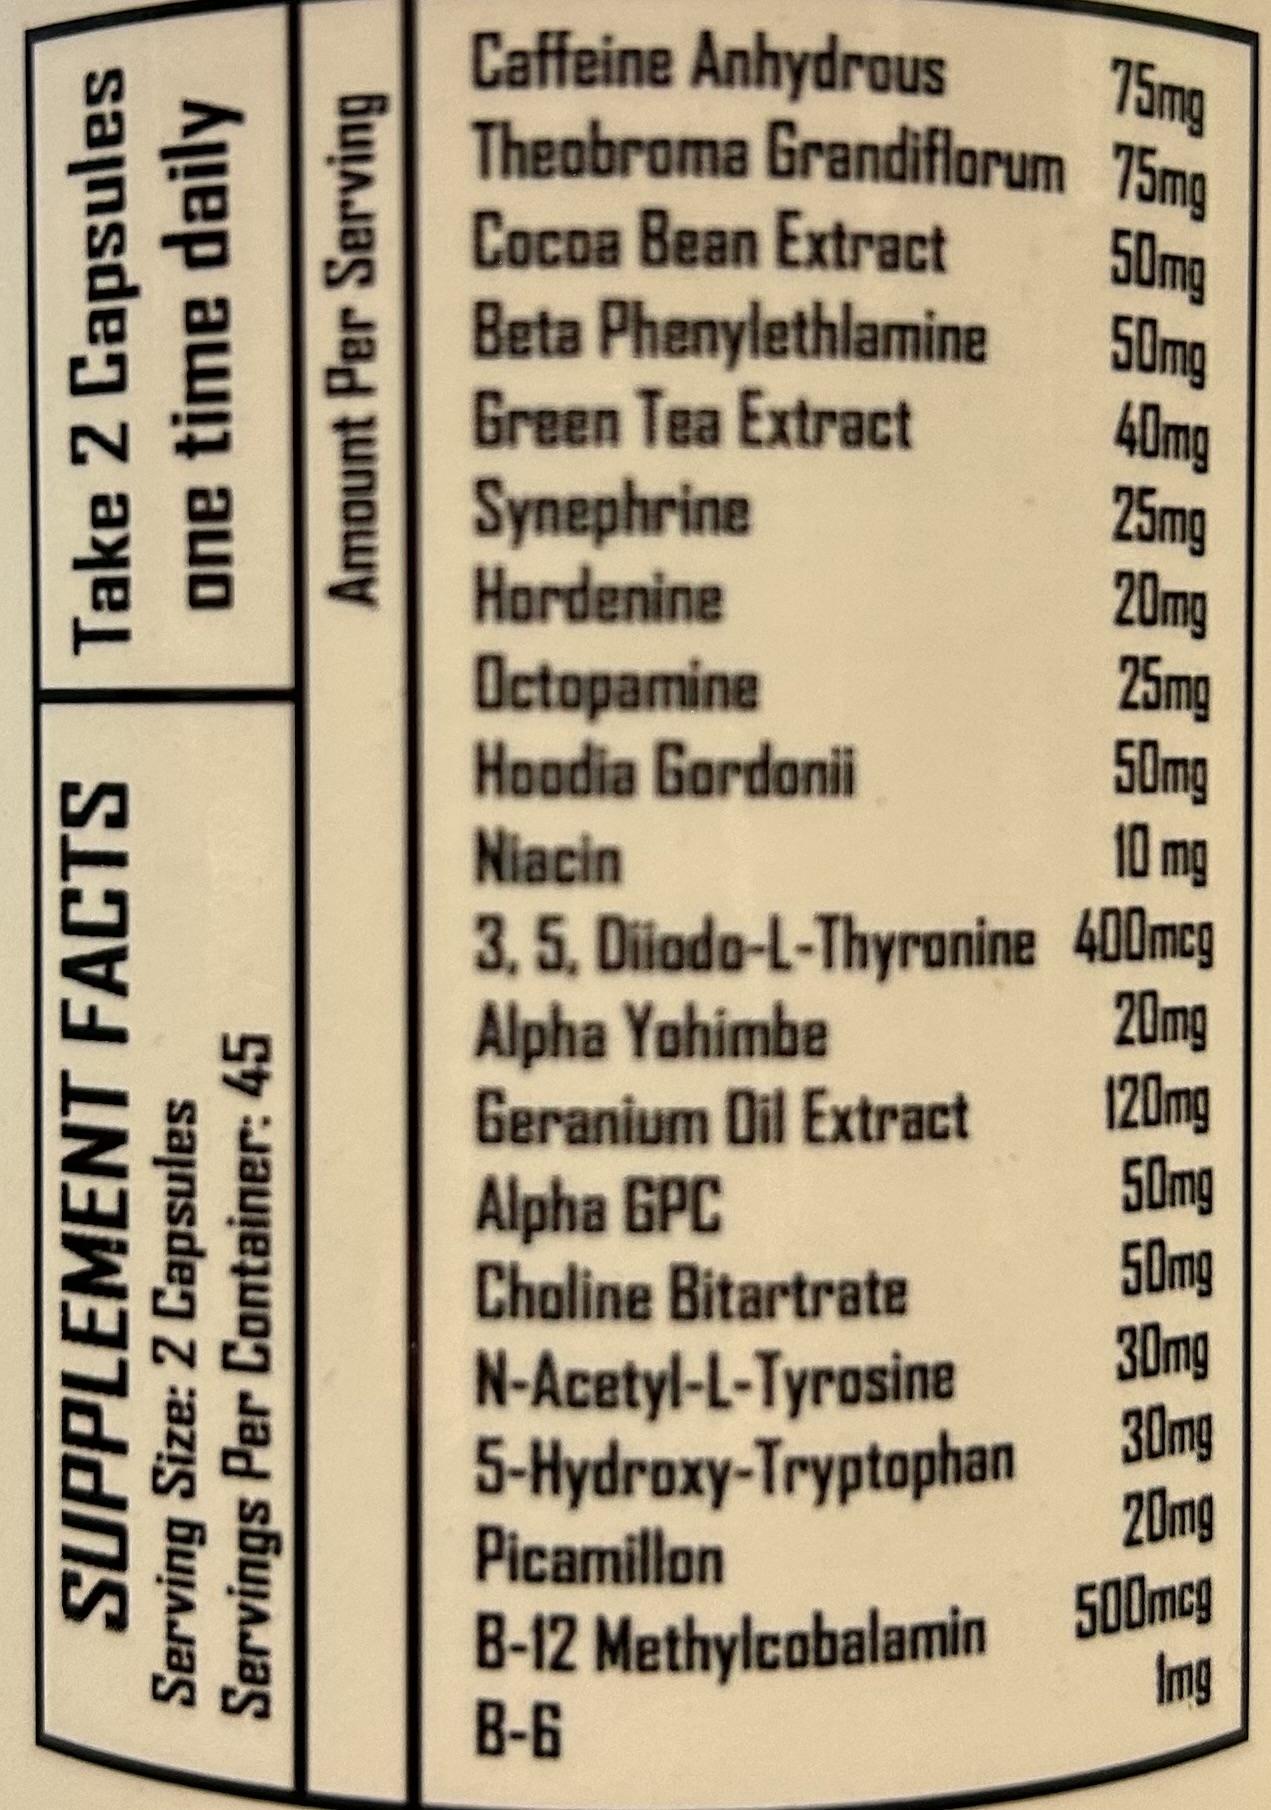 Take 2 Capsules
one time daily
SUPPLEMENT FACTS
Serving Size: 2 Capsules
Servings Per Container: 45
Amount Per Serving
Caffeine Anhydrous 75mg
Theobroma Grandiflorum 75mg
Cocoa Bean Extract 50mg
Beta Phenylethlamine 50mg
Green Tea Extract 40mg
Synephrine 25mg
Hordenine 20mg
Octopamine 25mg
Hoodia Gordonii 50mg
Niacin 10 mg
3, 5, Diiodo-L-Thyronine 400mcg
Alpha Yohimbe 20mg
Geranium Oil Extract 120mg
Alpha GPC 50mg
Choline Bitartrate 50mg
N-Acetyl-L-Tyrosine 30mg
5-Hydroxy-Tryptophan 30mg
Picamillon 20mg
B-12 Methylcobalamin 500mcg
B-6 1mg